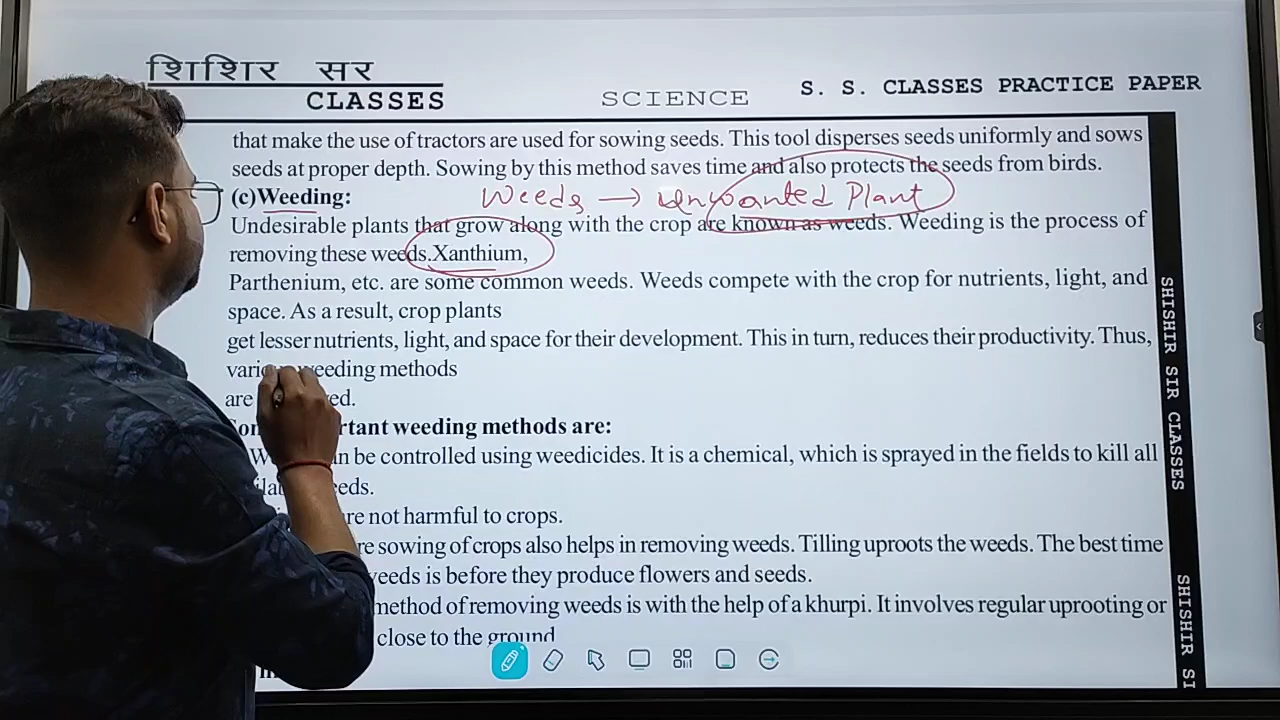 शिशिर सर
CLASSES
SCIENCE
S. S. CLASSES PRACTICE PAPER
that make the use of tractors are used for sowing seeds. This tool disperses seeds uniformly and sows
seeds at proper depth. Sowing by this method saves time and also protects the seeds from birds.
(c)Weeding:
Weeds → Unwanted Plant
Undesirable plants that grow along with the crop are known as weeds. Weeding is the process of
removing these weeds.Xanthium,
Parthenium, etc. are some common weeds. Weeds compete with the crop for nutrients, light, and
space. As a result, crop plants
get lesser nutrients, light, and space for their development. This in turn, reduces their productivity. Thus,
weeding methods
are
weeding methods are:
be controlled using weedicides. It is a chemical, which is sprayed in the fields to kill all
are not harmful to crops.
sowing of crops also helps in removing weeds. Tilling uproots the weeds. The best time
weeds is before they produce flowers and seeds.
method of removing weeds is with the help of a khurpi. It involves regular uprooting or
close to the ground
SHISHIR SIR CLASSES
SHISHIR SI